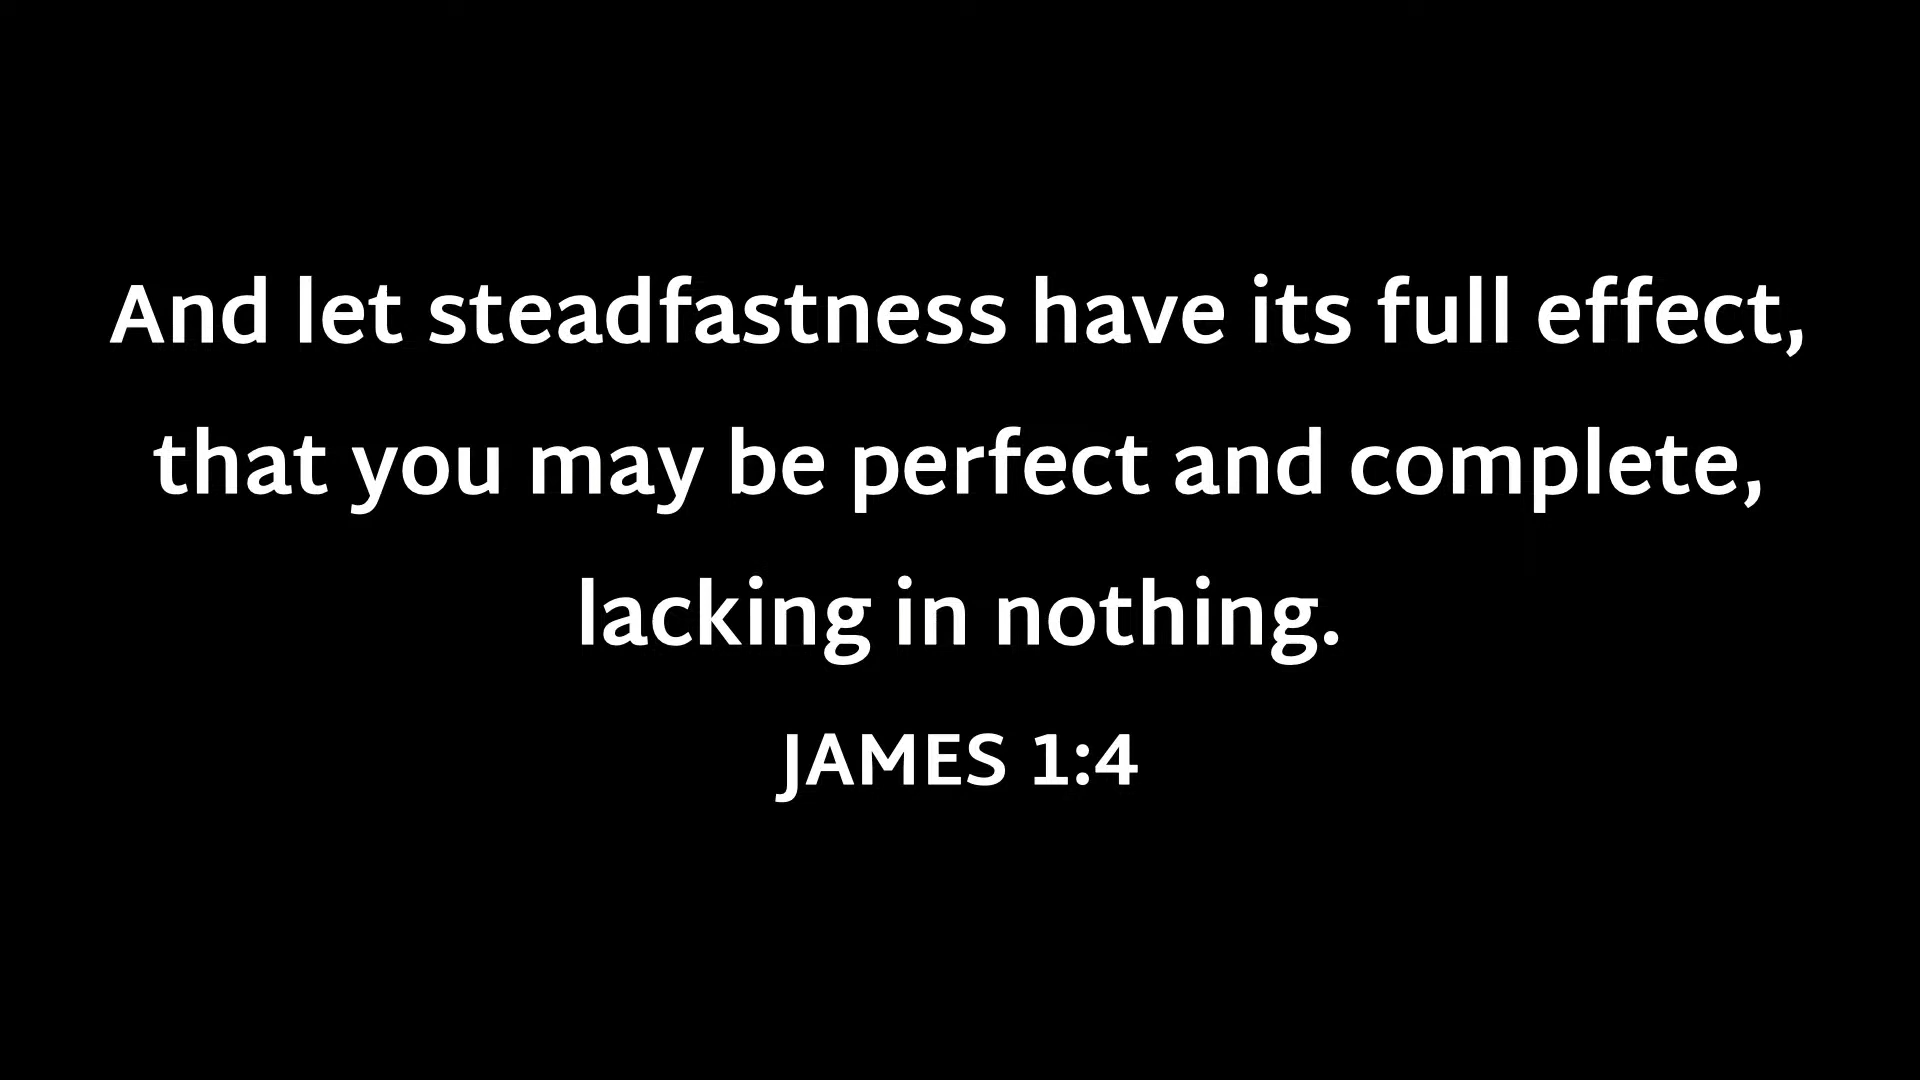 And let steadfastness have its full effect,
that you may be perfect and complete,
lacking in nothing.
JAMES 1:4